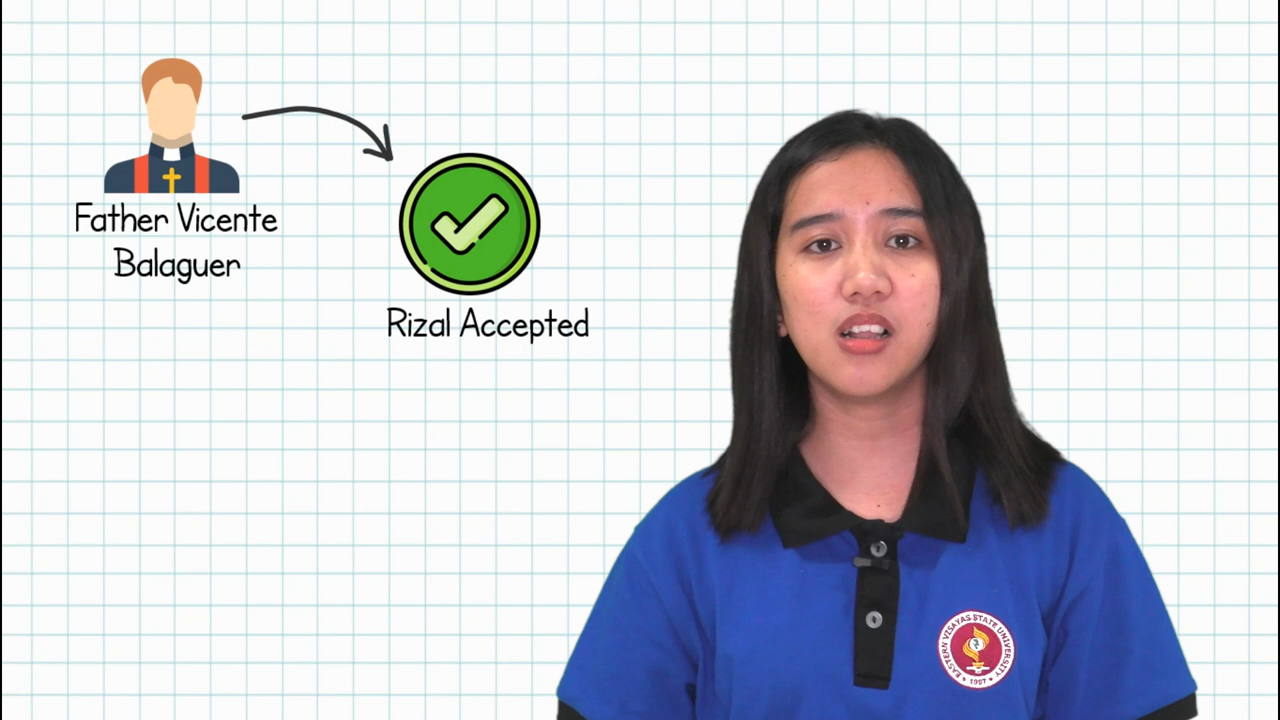 Father Vicente
Balaguer
Rizal Accepted
EASTERN VISAYAS STATE UNIVERSITY
1907